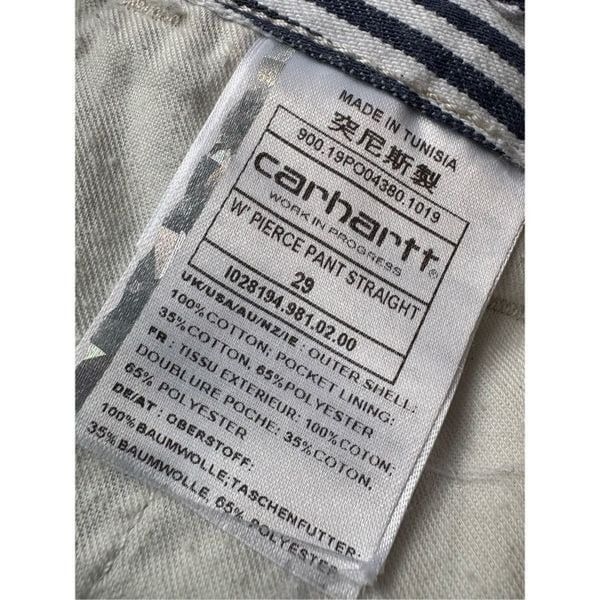 MADE IN TUNISIA
突尼斯製
900.19PO04380.1019
carhartt®
WORK IN PROGRESS
W' PIERCE PANT STRAIGHT
29
I028194.981.02.00
UK/USA/AU/NZ/IE: OUTER SHELL:
100% COTTON; POCKET LINING:
35% COTTON, 65% POLYESTER
FR: TISSU EXTERIEUR: 100% COTON;
DOUBLURE POCHE: 35% COTON,
65% POLYESTER
DE/AT: OBERSTOFF:
100% BAUMWOLLE;TASCHENFUTTER:
35% BAUMWOLLE, 65% POLYESTER